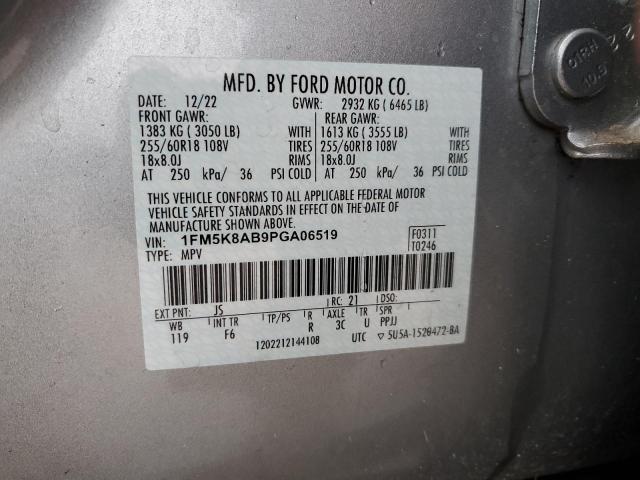 MFD. BY FORD MOTOR CO.
DATE: 12/22 GVWR: 2932 KG ( 6465 LB)
FRONT GAWR: REAR GAWR:
1383 KG ( 3050 LB) WITH 1613 KG ( 3555 LB) WITH
255/60R18 108V TIRES 255/60R18 108V TIRES
18x8.0J RIMS 18x8.0J RIMS
AT 250 kPa/ 36 PSI COLD AT 250 kPa/ 36 PSI COLD
THIS VEHICLE CONFORMS TO ALL APPLICABLE FEDERAL MOTOR
VEHICLE SAFETY STANDARDS IN EFFECT ON THE DATE OF
MANUFACTURE SHOWN ABOVE.
VIN: 1FM5K8AB9PGA06519 F0311
TYPE: MPV T0246
EXT PNT: JS RC: 21 DSO:
WB INT TR TP/PS R AXLE TR SPR
119 F6 R 3C U PPJJ
1202212144108 UTC ▽ 5U5A-1520472-BA
01RH
10.9